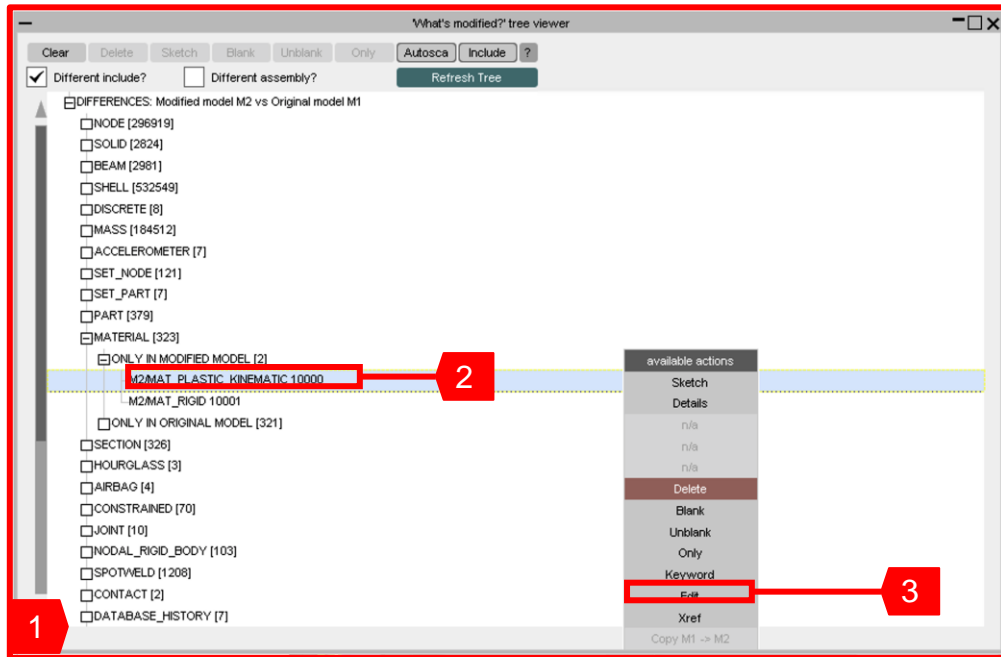 'What's modified?' tree viewer
Clear Delete Sketch Blank Unblank Only Autosca Include ?
Different include? Different assembly? Refresh Tree
DIFFERENCES: Modified model M2 vs Original model M1
NODE [296919]
SOLID [2824]
BEAM [2981]
SHELL [532549]
DISCRETE [8]
MASS [184512]
ACCELEROMETER [7]
SET_NODE [121]
SET_PART [7]
PART [379]
MATERIAL [323]
ONLY IN MODIFIED MODEL [2]
M2/MAT_PLASTIC_KINEMATIC 10000
2
M2/MAT_RIGID 10001
ONLY IN ORIGINAL MODEL [321]
SECTION [326]
HOURGLASS [3]
AIRBAG [4]
CONSTRAINED [70]
JOINT [10]
NODAL_RIGID_BODY [103]
SPOTWELD [1208]
CONTACT [2]
DATABASE_HISTORY [7]
1
available actions
Sketch
Details
n/a
n/a
n/a
Delete
Blank
Unblank
Only
Keyword
Edit
3
Xref
Copy M1 -> M2